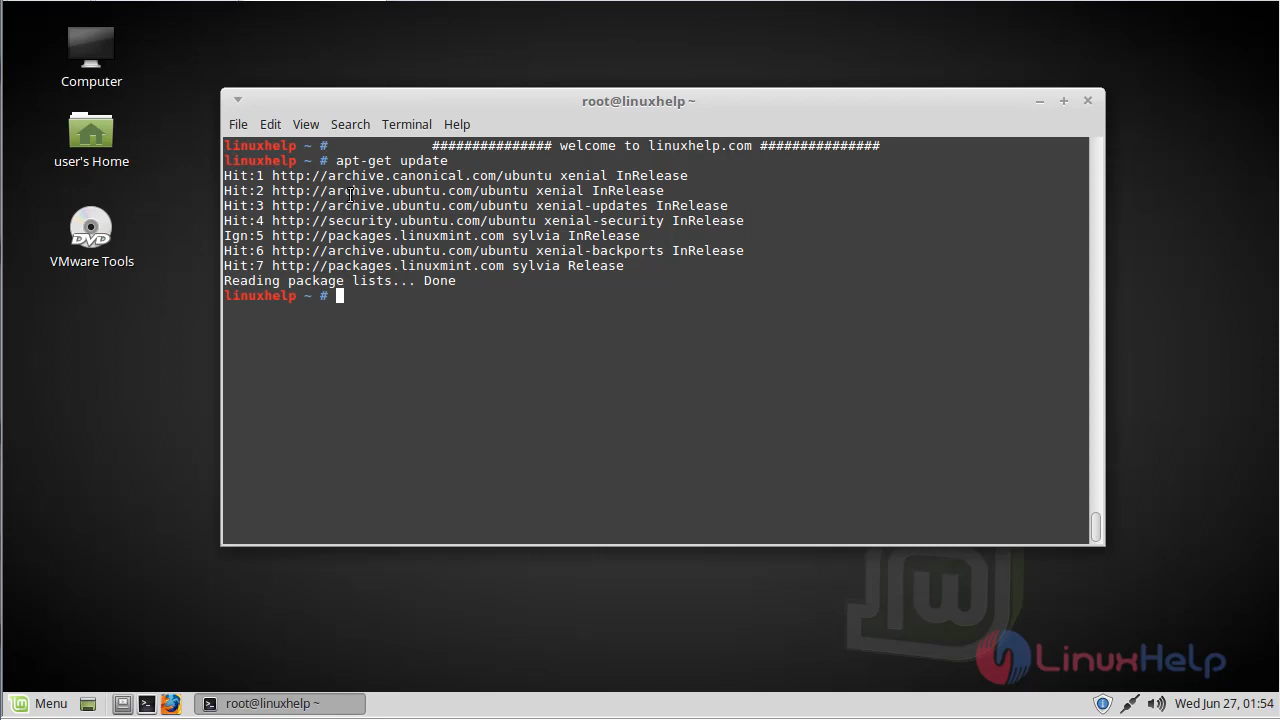 Computer
user's Home
DVD
VMware Tools
root@linuxhelp ~
File Edit View Search Terminal Help
linuxhelp ~ # ############### welcome to linuxhelp.com ###############
linuxhelp ~ # apt-get update
Hit:1 http://archive.canonical.com/ubuntu xenial InRelease
Hit:2 http://archive.ubuntu.com/ubuntu xenial InRelease
Hit:3 http://archive.ubuntu.com/ubuntu xenial-updates InRelease
Hit:4 http://security.ubuntu.com/ubuntu xenial-security InRelease
Ign:5 http://packages.linuxmint.com sylvia InRelease
Hit:6 http://archive.ubuntu.com/ubuntu xenial-backports InRelease
Hit:7 http://packages.linuxmint.com sylvia Release
Reading package lists... Done
linuxhelp ~ #
LinuxHelp
Menu root@linuxhelp ~ Wed Jun 27, 01:54